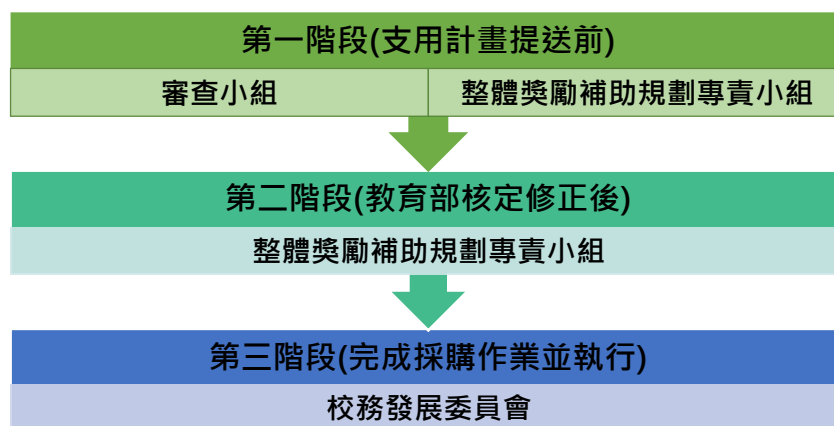 第一階段(支用計畫提送前)
審查小組
整體獎勵補助規劃專責小組
第二階段(教育部核定修正後)
整體獎勵補助規劃專責小組
第三階段(完成採購作業並執行)
校務發展委員會